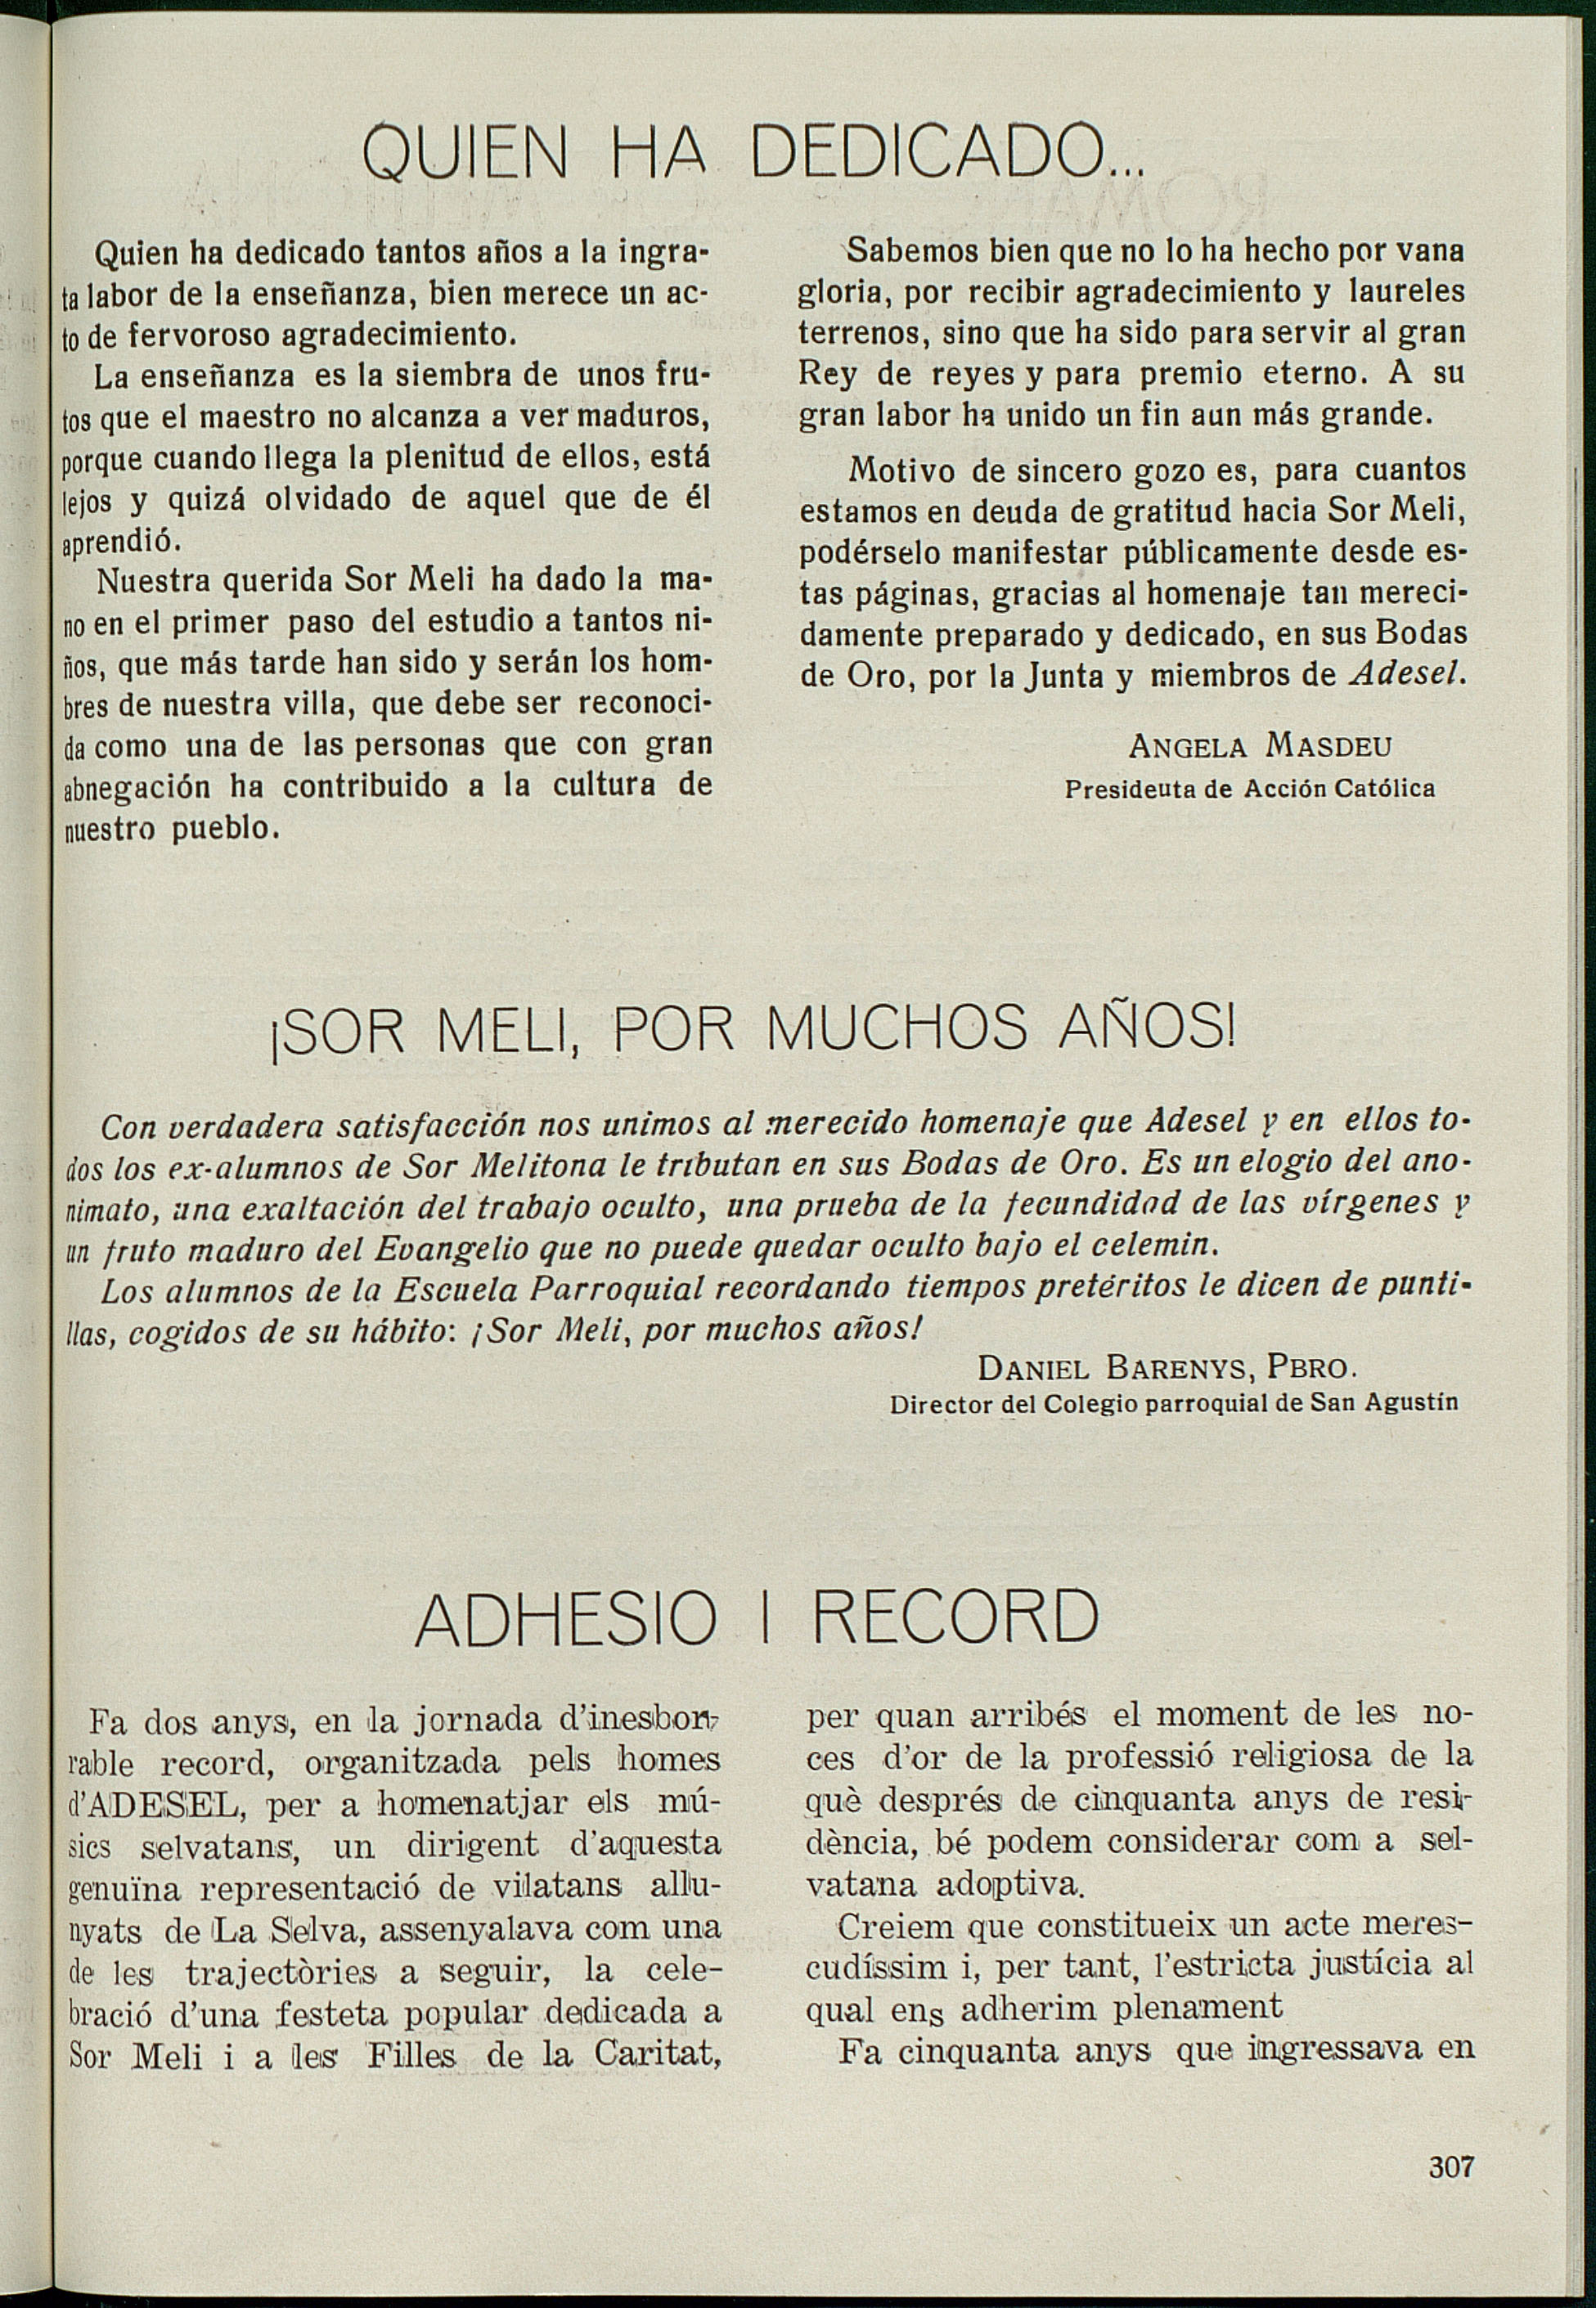 QUIEN HA DEDICADO...
Quien ha dedicado tantos años a la ingra-
ta labor de la enseñanza, bien merece un ac-
to de fervoroso agradecimiento.
La enseñanza es la siembra de unos fru-
tos que el maestro no alcanza a ver maduros,
porque cuando llega la plenitud de ellos, está
lejos y quizá olvidado de aquel que de él
aprendió.
Nuestra querida Sor Meli ha dado la ma-
no en el primer paso del estudio a tantos ni-
ños, que más tarde han sido y serán los hom-
bres de nuestra villa, que debe ser reconoci-
da como una de las personas que con gran
abnegación ha contribuido a la cultura de
nuestro pueblo.
Sabemos bien que no lo ha hecho por vana
gloria, por recibir agradecimiento y laureles
terrenos, sino que ha sido para servir al gran
Rey de reyes y para premio eterno. A su
gran labor ha unido un fin aun más grande.
Motivo de sincero gozo es, para cuantos
estamos en deuda de gratitud hacia Sor Meli,
podérselo manifestar públicamente desde es-
tas páginas, gracias al homenaje tan mereci-
damente preparado y dedicado, en sus Bodas
de Oro, por la Junta y miembros de Adesel.
ANGELA MASDEU
Presideuta de Acción Católica
¡SOR MELI, POR MUCHOS AÑOS!
Con verdadera satisfacción nos unimos al merecido homenaje que Adesel y en ellos to-
dos los ex-alumnos de Sor Melitona le tributan en sus Bodas de Oro. Es un elogio del ano-
nimato, una exaltación del trabajo oculto, una prueba de la fecundidad de las vírgenes y
un fruto maduro del Evangelio que no puede quedar oculto bajo el celemin.
Los alumnos de la Escuela Parroquial recordando tiempos pretéritos le dicen de punti-
llas, cogidos de su hábito: ¡Sor Meli, por muchos años!
DANIEL BARENYS, PBRO.
Director del Colegio parroquial de San Agustín
ADHESIO I RECORD
Fa dos anys, en la jornada d'inesbor-
rable record, organitzada pels homes
d'ADESEL, per a homenatjar els mú-
sics selvatans, un dirigent d'aquesta
genuïna representació de vilatans allu-
nyats de La Selva, assenyalava com una
de les trajectòries a seguir, la cele-
bració d'una festeta popular dedicada a
Sor Meli i a les Filles de la Caritat,
per quan arribés el moment de les no-
ces d'or de la professió religiosa de la
què després de cinquanta anys de resi-
dència, bé podem considerar com a sel-
vatana adoptiva.
Creiem que constitueix un acte meres-
cudíssim i, per tant, l'estricta justícia al
qual ens adherim plenament
Fa cinquanta anys que ingressava en
307